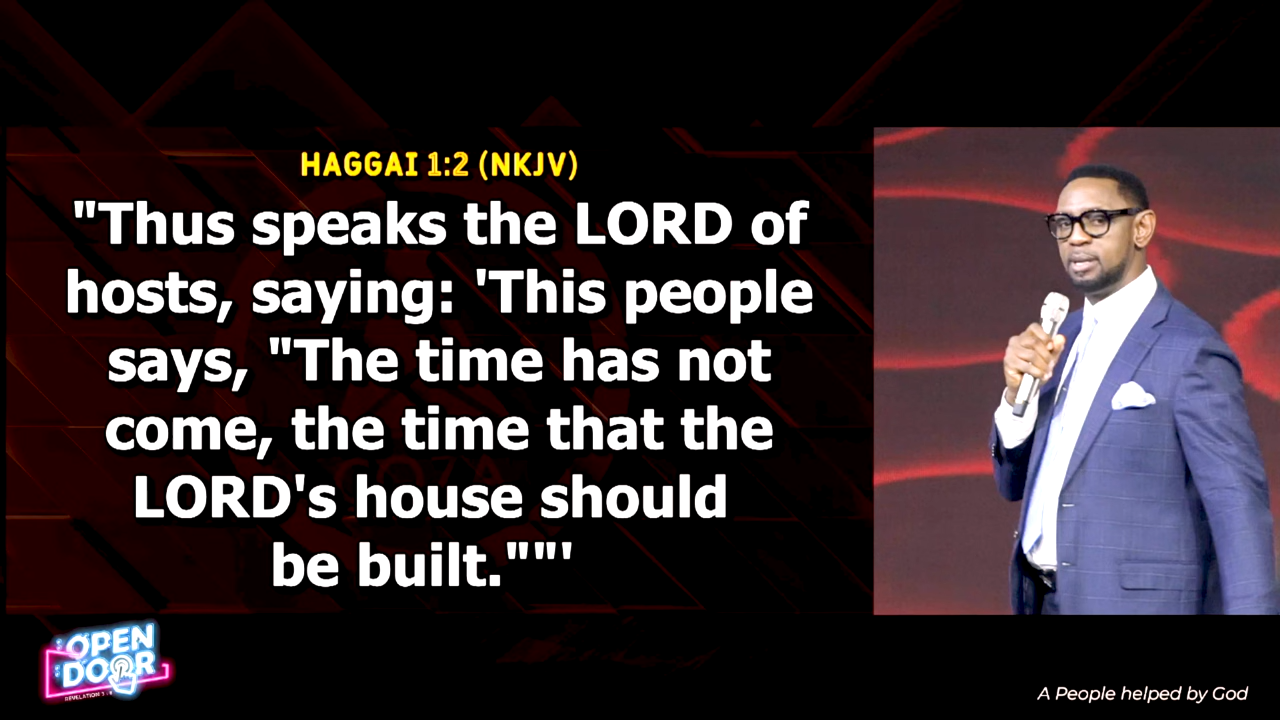 HAGGAI 1:2 (NKJV)
"Thus speaks the LORD of
hosts, saying: 'This people
says, "The time has not
come, the time that the
LORD's house should
be built.""'
COZA
OPEN
DOOR
A People helped by God